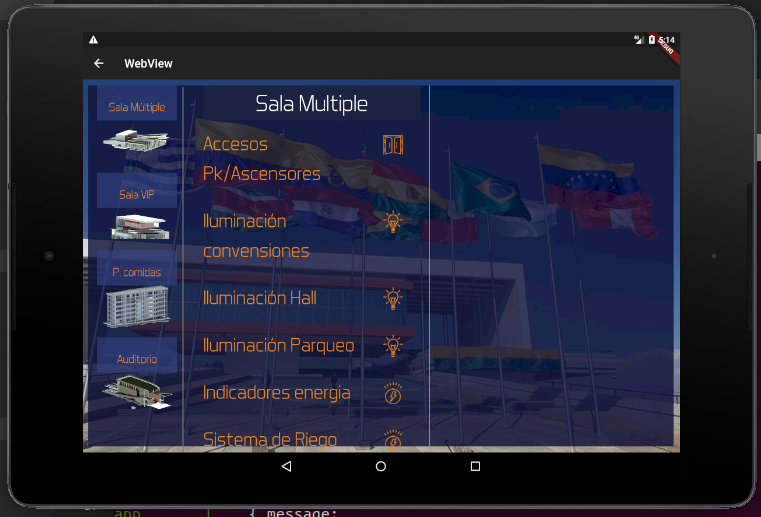 4G
5:14
DEBUG
WebView
Sala Múltiple
Sala VIP
P. comidas
Auditorio
Sala Multiple
Accesos
Pk/Ascensores
Iluminación
convensiones
Iluminación Hall
Iluminación Parqueo
Indicadores energia
Sistema de Riego
app | { message: